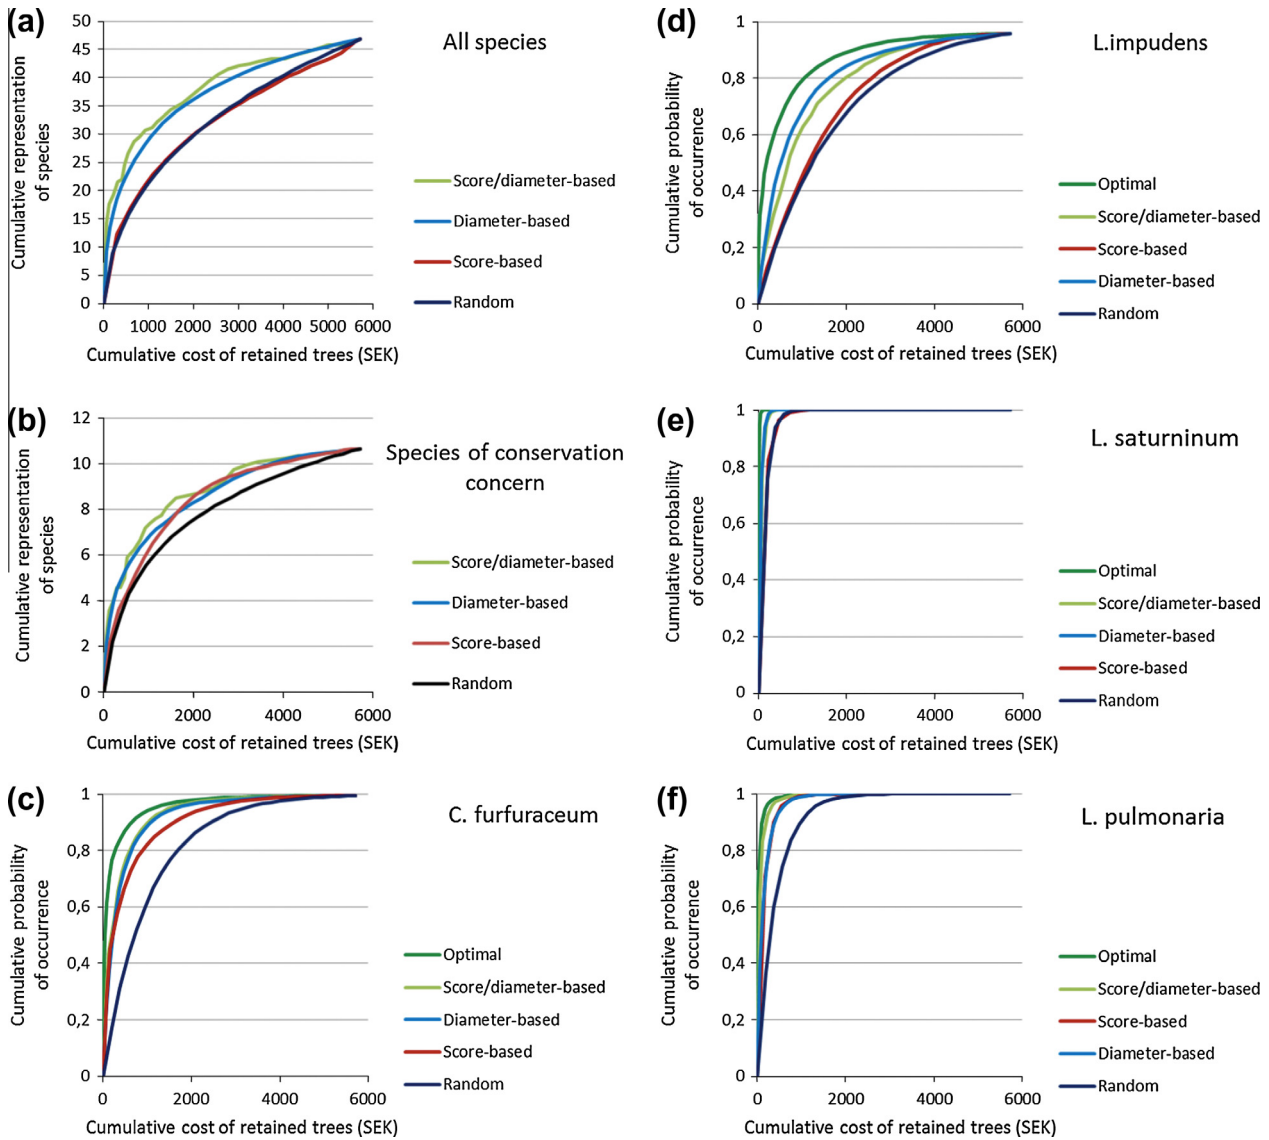 (a)
All species
Cumulative representation
of species
50
45
40
35
30
25
20
15
10
5
0
0 1000 2000 3000 4000 5000 6000
Cumulative cost of retained trees (SEK)
Score/diameter-based
Diameter-based
Score-based
Random
(d)
L.impudens
Cumulative probability
of occurrence
1
0,8
0,6
0,4
0,2
0
0 2000 4000 6000
Cumulative cost of retained trees (SEK)
Optimal
Score/diameter-based
Score-based
Diameter-based
Random
(b)
Species of conservation
concern
Cumulative representation
of species
12
10
8
6
4
2
0
0 2000 4000 6000
Cumulative cost of retained trees (SEK)
Score/diameter-based
Diameter-based
Score-based
Random
(e)
L. saturninum
Cumulative probability
of occurrence
1
0,8
0,6
0,4
0,2
0
0 2000 4000 6000
Cumulative cost of retained trees (SEK)
Optimal
Score/diameter-based
Diameter-based
Score-based
Random
(c)
C. furfuraceum
Cumulative probability
of occurrence
1
0,8
0,6
0,4
0,2
0
0 2000 4000 6000
Cumulative cost of retained trees (SEK)
Optimal
Score/diameter-based
Diameter-based
Score-based
Random
(f)
L. pulmonaria
Cumulative probability
of occurrence
1
0,8
0,6
0,4
0,2
0
0 2000 4000 6000
Cumulative cost of retained trees (SEK)
Optimal
Score/diameter-based
Score-based
Diameter-based
Random